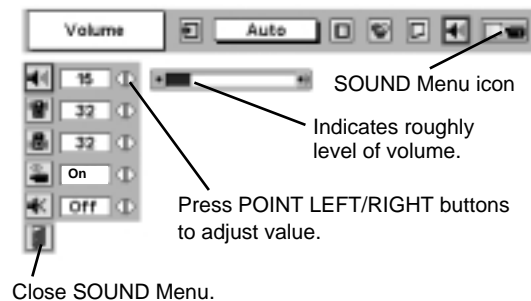 Volume
Auto
SOUND Menu icon
15
32
Indicates roughly
level of volume.
32
On
Off
Press POINT LEFT/RIGHT buttons
to adjust value.
Close SOUND Menu.